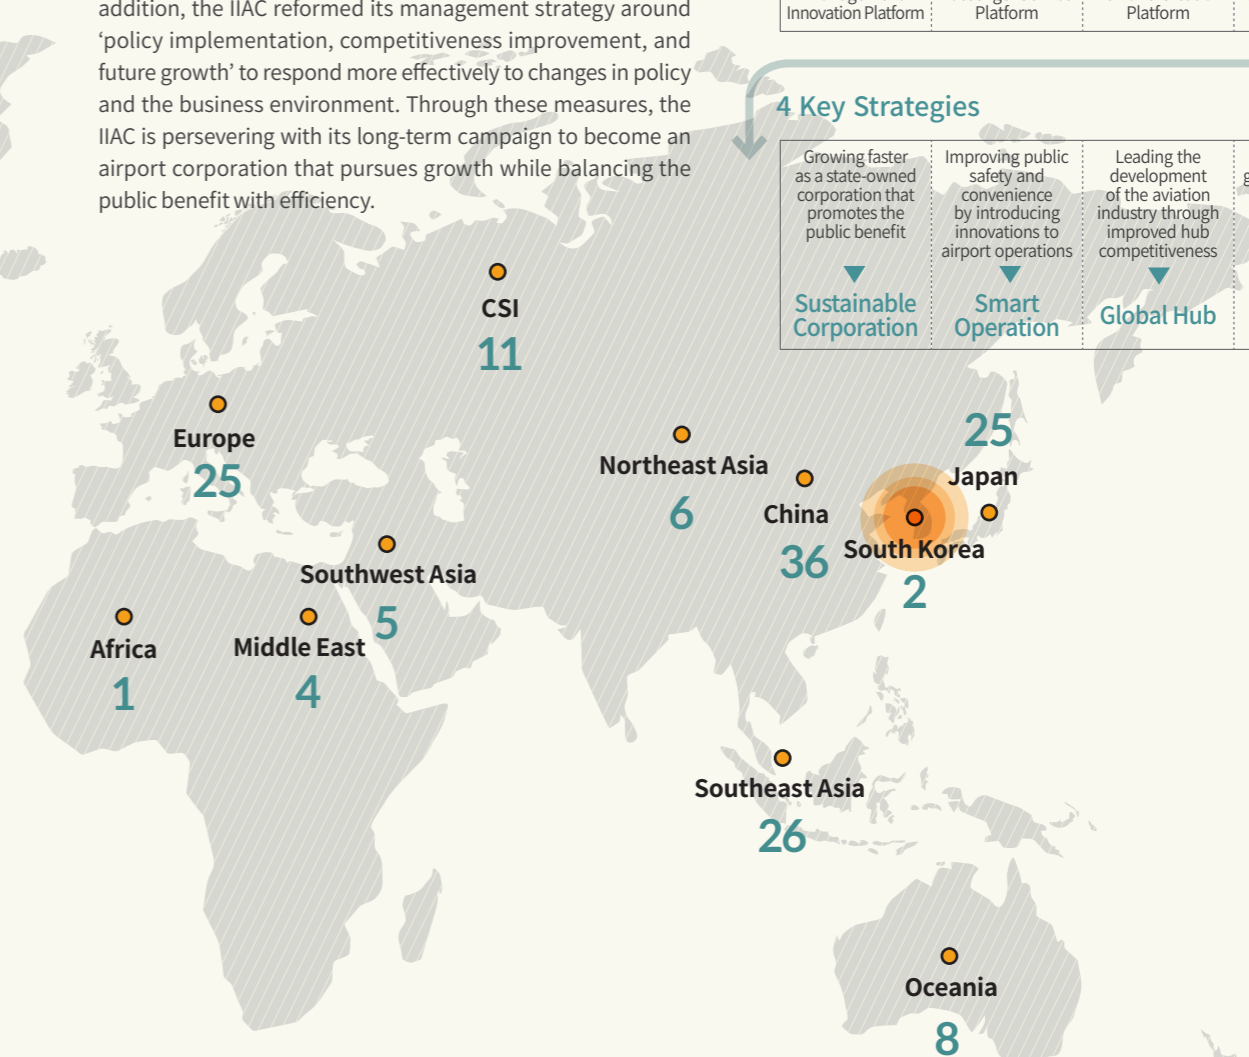 addition, the IIAC reformed its management strategy around
‘policy implementation, competitiveness improvement, and
future growth’ to respond more effectively to changes in policy
and the business environment. Through these measures, the
IIAC is persevering with its long-term campaign to become an
airport corporation that pursues growth while balancing the
public benefit with efficiency.
Innovation Platform
Platform
Platform
4 Key Strategies
Growing faster
as a state-owned
corporation that
promotes the
public benefit
Sustainable
Corporation
Improving public
safety and
convenience
by introducing
innovations to
airport operations
Smart
Operation
Leading the
development
of the aviation
industry through
improved hub
competitiveness
Global Hub
CSI
11
Europe
25
Northeast Asia
6
China
36
25
Japan
South Korea
2
Southwest Asia
5
Africa
1
Middle East
4
Southeast Asia
26
Oceania
8